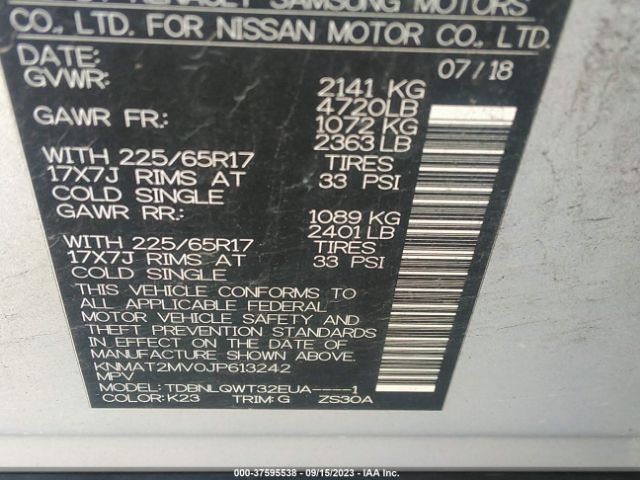 RENAULT SAMSUNG MOTORS
CO., LTD. FOR NISSAN MOTOR CO., LTD.
DATE: 07/18
GVWR: 2141 KG
4720LB
GAWR FR: 1072 KG
2363 LB
WITH 225/65R17 TIRES
17X7J RIMS AT 33 PSI
COLD SINGLE
GAWR RR: 1089 KG
2401 LB
WITH 225/65R17 TIRES
17X7J RIMS AT 33 PSI
COLD SINGLE
THIS VEHICLE CONFORMS TO
ALL APPLICABLE FEDERAL
MOTOR VEHICLE SAFETY AND
THEFT PREVENTION STANDARDS
IN EFFECT ON THE DATE OF
MANUFACTURE SHOWN ABOVE.
KNMAT2MV0JP613242
MPV
MODEL: TDBNLQWT32EUA----1
COLOR: K23 TRIM: G ZS30A
000-37595538 - 09/15/2023 - IAA Inc.